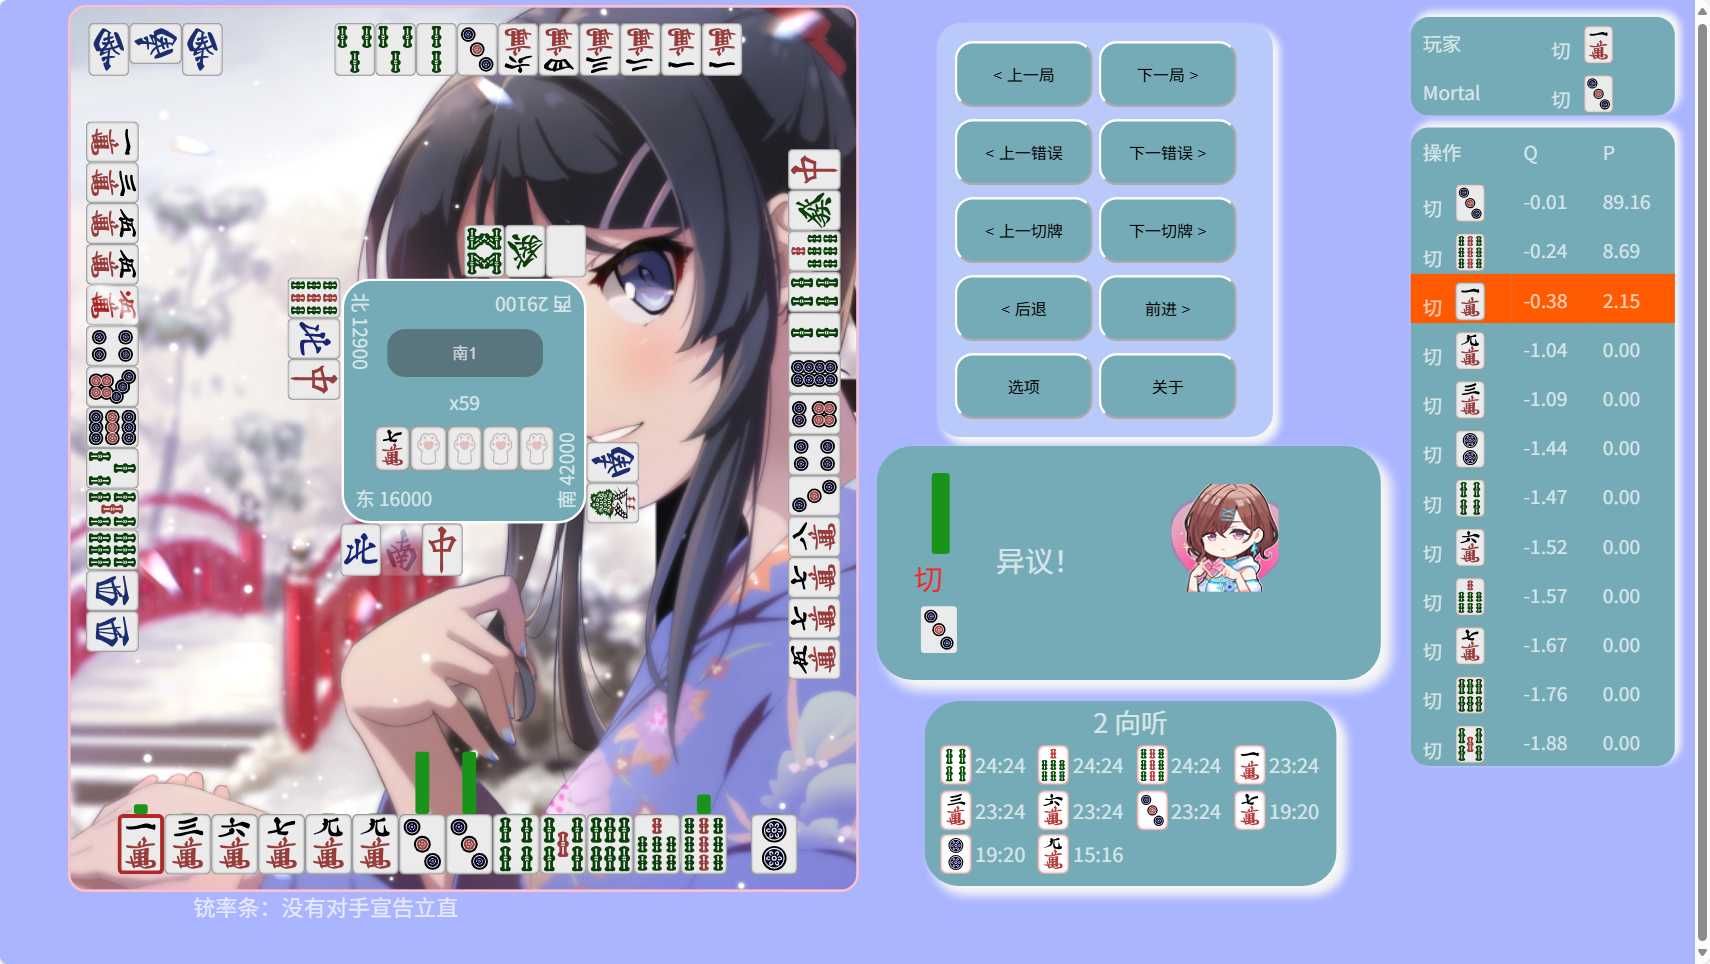 北 12900
西 29100
南1
x59
东 16000
南 42000
铳率条：没有对手宣告立直
< 上一局
下一局 >
< 上一错误
下一错误 >
< 上一切牌
下一切牌 >
< 后退
前进 >
选项
关于
切
异议！
2 向听
24:24 24:24 24:24 23:24
23:24 23:24 23:24 19:20
19:20 15:16
玩家 切
Mortal 切
操作 Q P
切 -0.01 89.16
切 -0.24 8.69
切 -0.38 2.15
切 -1.04 0.00
切 -1.09 0.00
切 -1.44 0.00
切 -1.47 0.00
切 -1.52 0.00
切 -1.57 0.00
切 -1.67 0.00
切 -1.76 0.00
切 -1.88 0.00